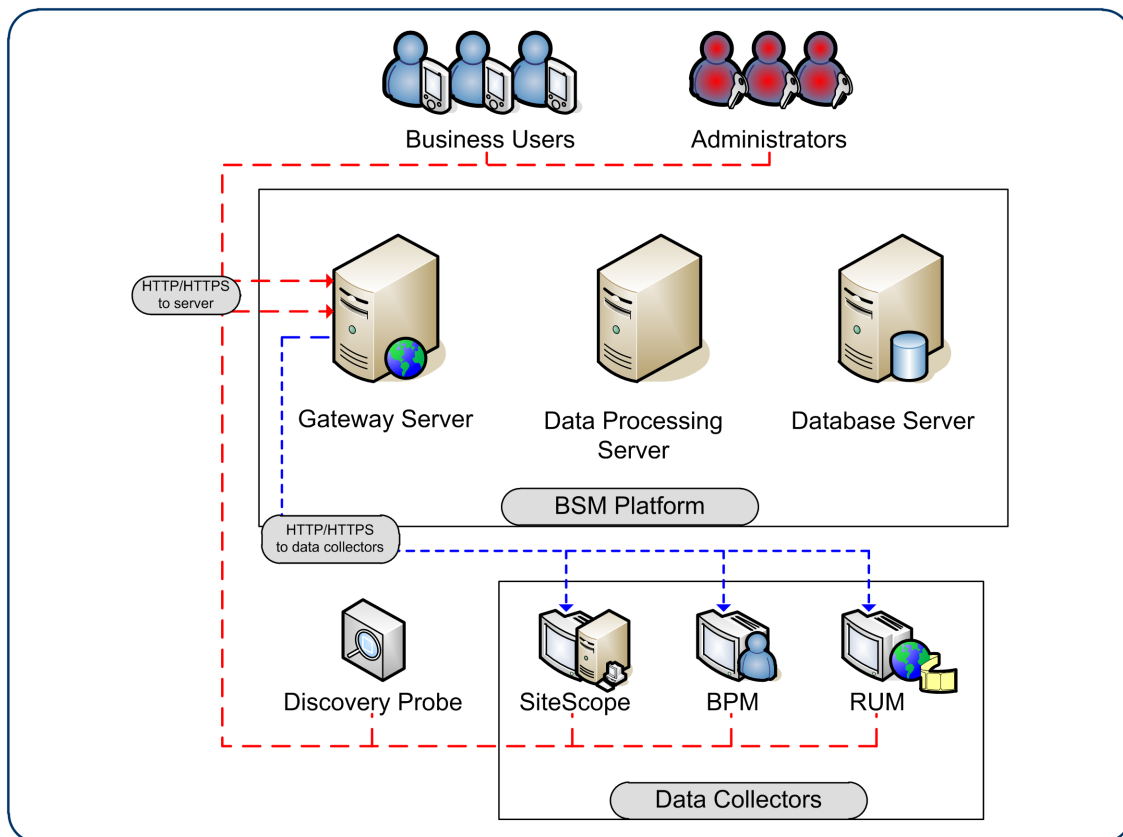 Business Users
Administrators
HTTP/HTTPS
to server
Gateway Server
Data Processing
Server
Database Server
BSM Platform
HTTP/HTTPS
to data collectors
Discovery Probe
SiteScope
BPM
RUM
Data Collectors